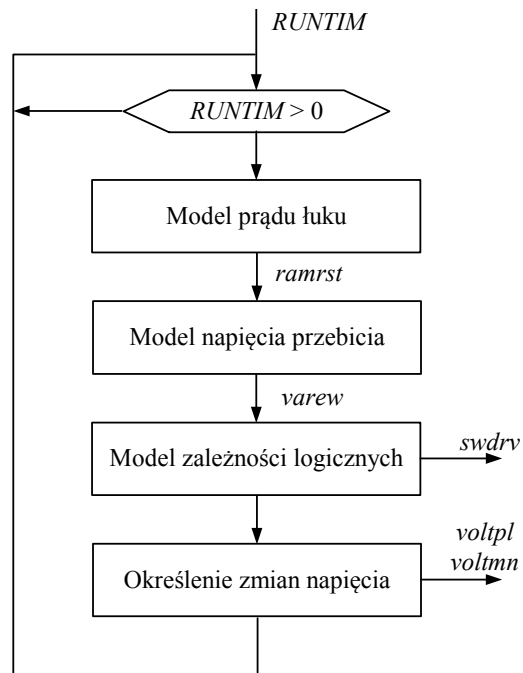 RUNTIM
RUNTIM > 0
Model prądu łuku
ramrst
Model napięcia przebicia
varew
Model zależności logicznych
swdrv
voltpl
voltmn
Określenie zmian napięcia